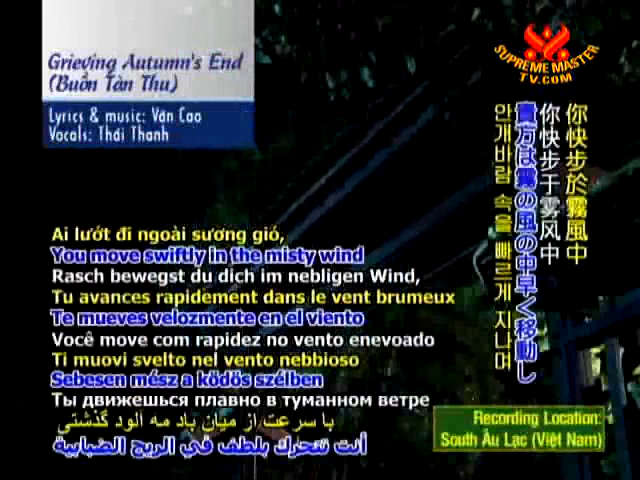 Grieving Autumn's End
(Buồn Tàn Thu)
Lyrics & music: Văn Cao
Vocals: Thái Thanh
SUPREME MASTER
TV.COM
你快步於霧風中
你快步于雾风中
貴方は霧の風の中早く移動し
안개바람 속을 빠르게 지나며
Ai lướt đi ngoài sương gió,
You move swiftly in the misty wind
Rasch bewegst du dich im nebligen Wind,
Tu avances rapidement dans le vent brumeux
Te mueves velozmente en el viento
Você move com rapidez no vento enevoado
Ti muovi svelto nel vento nebbioso
Sebesen mész a ködös szélben
Ты движешься плавно в туманном ветре
با سرعت از میان باد مه آلود گذشتی
أنت تتحرك بلطف في الريح الضبابية
Recording Location:
South Âu Lạc (Việt Nam)